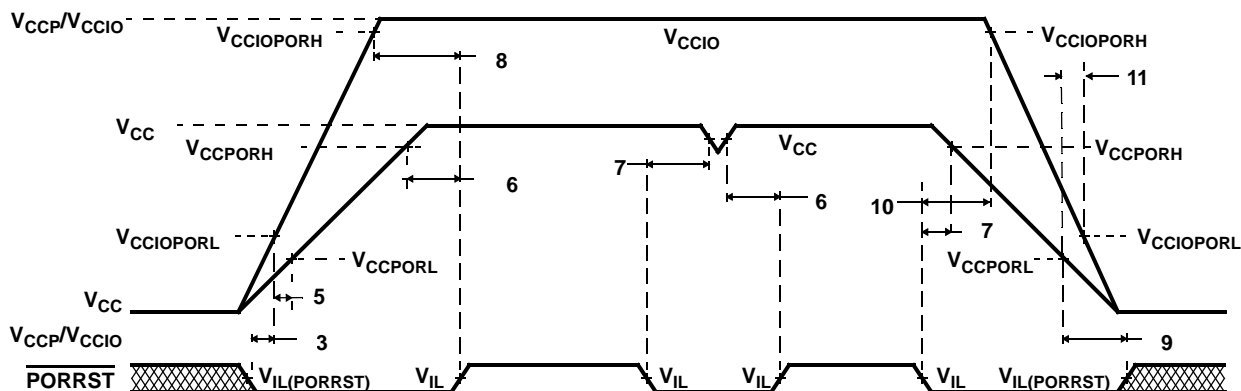 VCCP/VCCIO
VCCIOPORH
VCCIO
VCCIOPORH
8
11
VCC
VCCPORH
VCC
VCCPORH
6
7
6
10
7
VCCIOPORL
VCCPORL
VCCPORL
VCCIOPORL
VCC
5
VCCP/VCCIO
3
9
PORRST
VIL(PORRST)
VIL
VIL
VIL
VIL
VIL(PORRST)